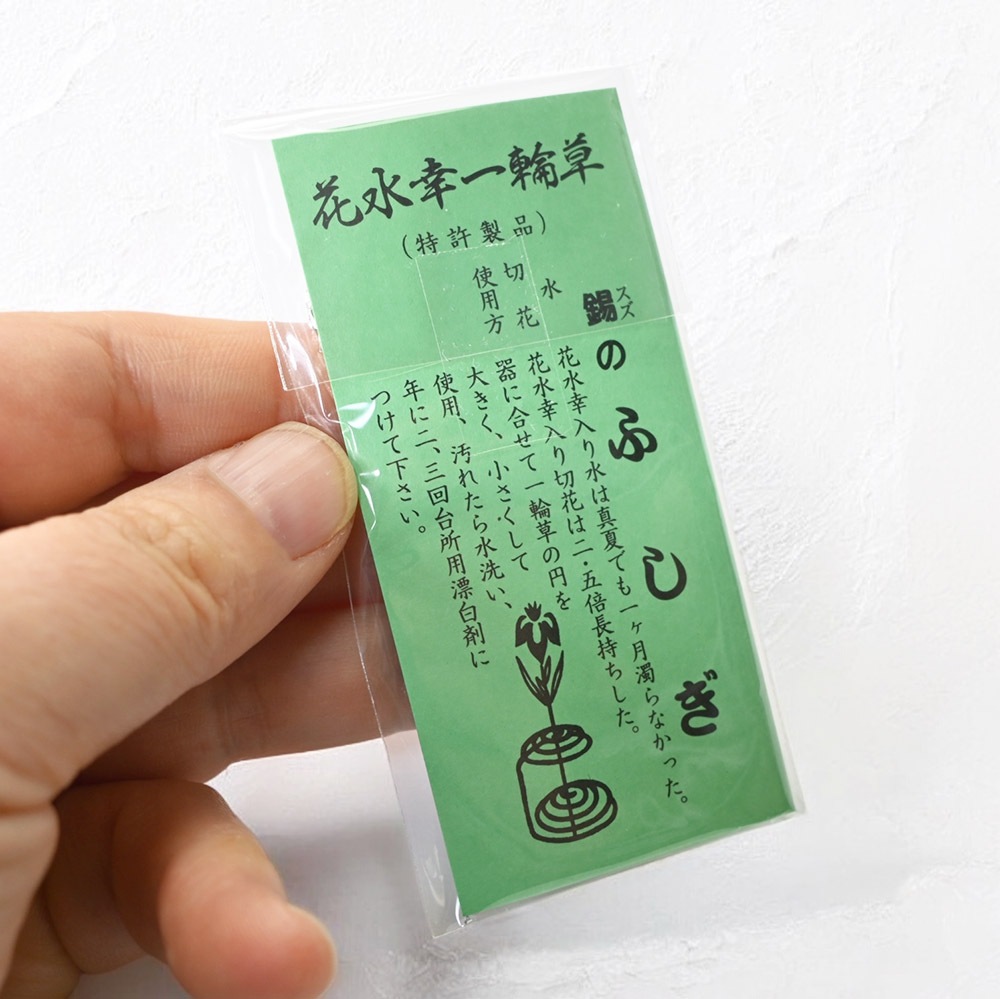 花水幸一輪草
(特許製品)
錫のふしぎ
スズ
水
花水幸入り水は真夏でも一ヶ月濁らなかった。
切花
花水幸入り切花は二・五倍長持ちした。
使用方
器に合せて一輪草の円を
大きく、小さくして
使用、汚れたら水洗い、
年に二、三回台所用漂白剤に
つけて下さい。